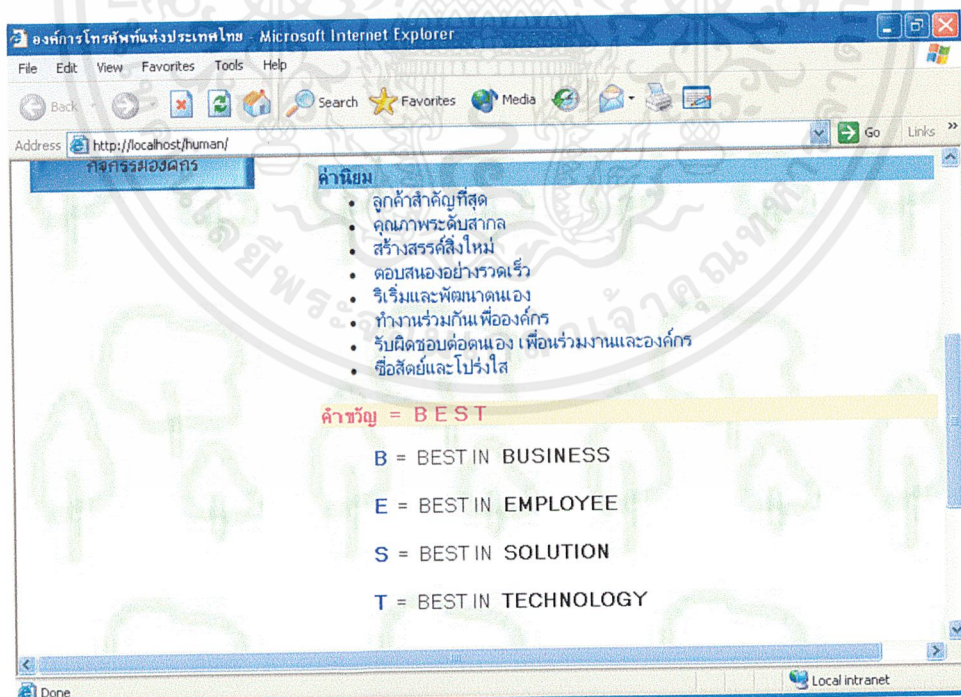 องค์การโทรศัพท์แห่งประเทศไทย - Microsoft Internet Explorer
File Edit View Favorites Tools Help
Back Search Favorites Media
Address http://localhost/human/ Go Links »
กิจกรรมองค์กร
ค่านิยม
• ลูกค้าสำคัญที่สุด
• คุณภาพระดับสากล
• สร้างสรรค์สิ่งใหม่
• ตอบสนองอย่างรวดเร็ว
• ริเริ่มและพัฒนาตนเอง
• ทำงานร่วมกันเพื่อองค์กร
• รับผิดชอบต่อตนเอง เพื่อนร่วมงานและองค์กร
• ซื่อสัตย์และโปร่งใส
คำขวัญ = B E S T
B = BEST IN BUSINESS
E = BEST IN EMPLOYEE
S = BEST IN SOLUTION
T = BEST IN TECHNOLOGY
Done Local intranet